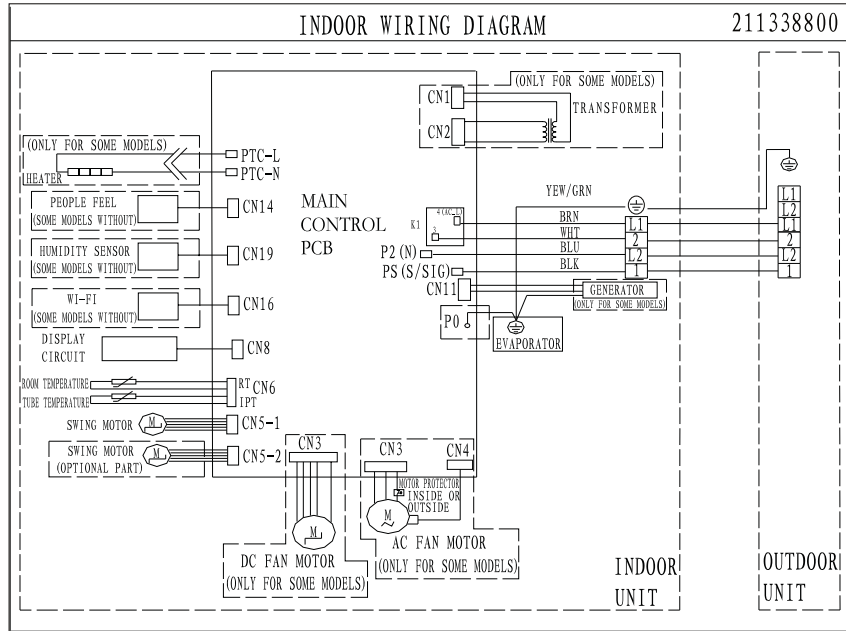 INDOOR WIRING DIAGRAM
211338800
(ONLY FOR SOME MODELS)
CN1
TRANSFORMER
CN2
(ONLY FOR SOME MODELS)
HEATER
PTC-L
PTC-N
PEOPLE FEEL
(SOME MODELS WITHOUT)
CN14
HUMIDITY SENSOR
(SOME MODELS WITHOUT)
CN19
WI-FI
(SOME MODELS WITHOUT)
CN16
DISPLAY
CIRCUIT
CN8
ROOM TEMPERATURE
TUBE TEMPERATURE
RT
IPT
CN6
SWING MOTOR
M
CN5-1
SWING MOTOR
(OPTIONAL PART)
M
CN5-2
MAIN
CONTROL
PCB
K1
4(AC_L)
3
P2(N)
PS(S/SIG)
CN11
P0
YEW/GRN
BRN
WHT
BLU
BLK
L1
2
L2
1
GENERATOR
(ONLY FOR SOME MODELS)
EVAPORATOR
L1
L2
L1
2
L2
1
CN3
M
DC FAN MOTOR
(ONLY FOR SOME MODELS)
CN3
CN4
MOTOR PROTECTOR
INSIDE OR
OUTSIDE
M
AC FAN MOTOR
(ONLY FOR SOME MODELS)
INDOOR
UNIT
OUTDOOR
UNIT